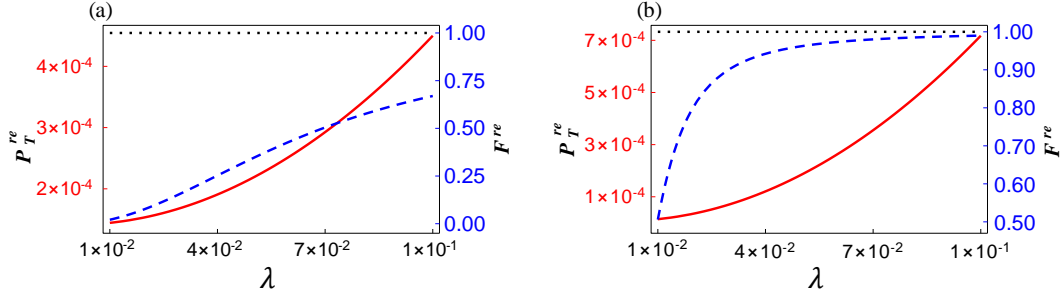 (a)
P_T^re
4×10⁻⁴
3×10⁻⁴
2×10⁻⁴
1.00
0.75
0.50
0.25
0.00
F^re
1×10⁻² 4×10⁻² 7×10⁻² 1×10⁻¹
λ
(b)
P_T^re
7×10⁻⁴
5×10⁻⁴
3×10⁻⁴
1×10⁻⁴
1.00
0.90
0.80
0.70
0.60
0.50
F^re
1×10⁻² 4×10⁻² 7×10⁻² 1×10⁻¹
λ